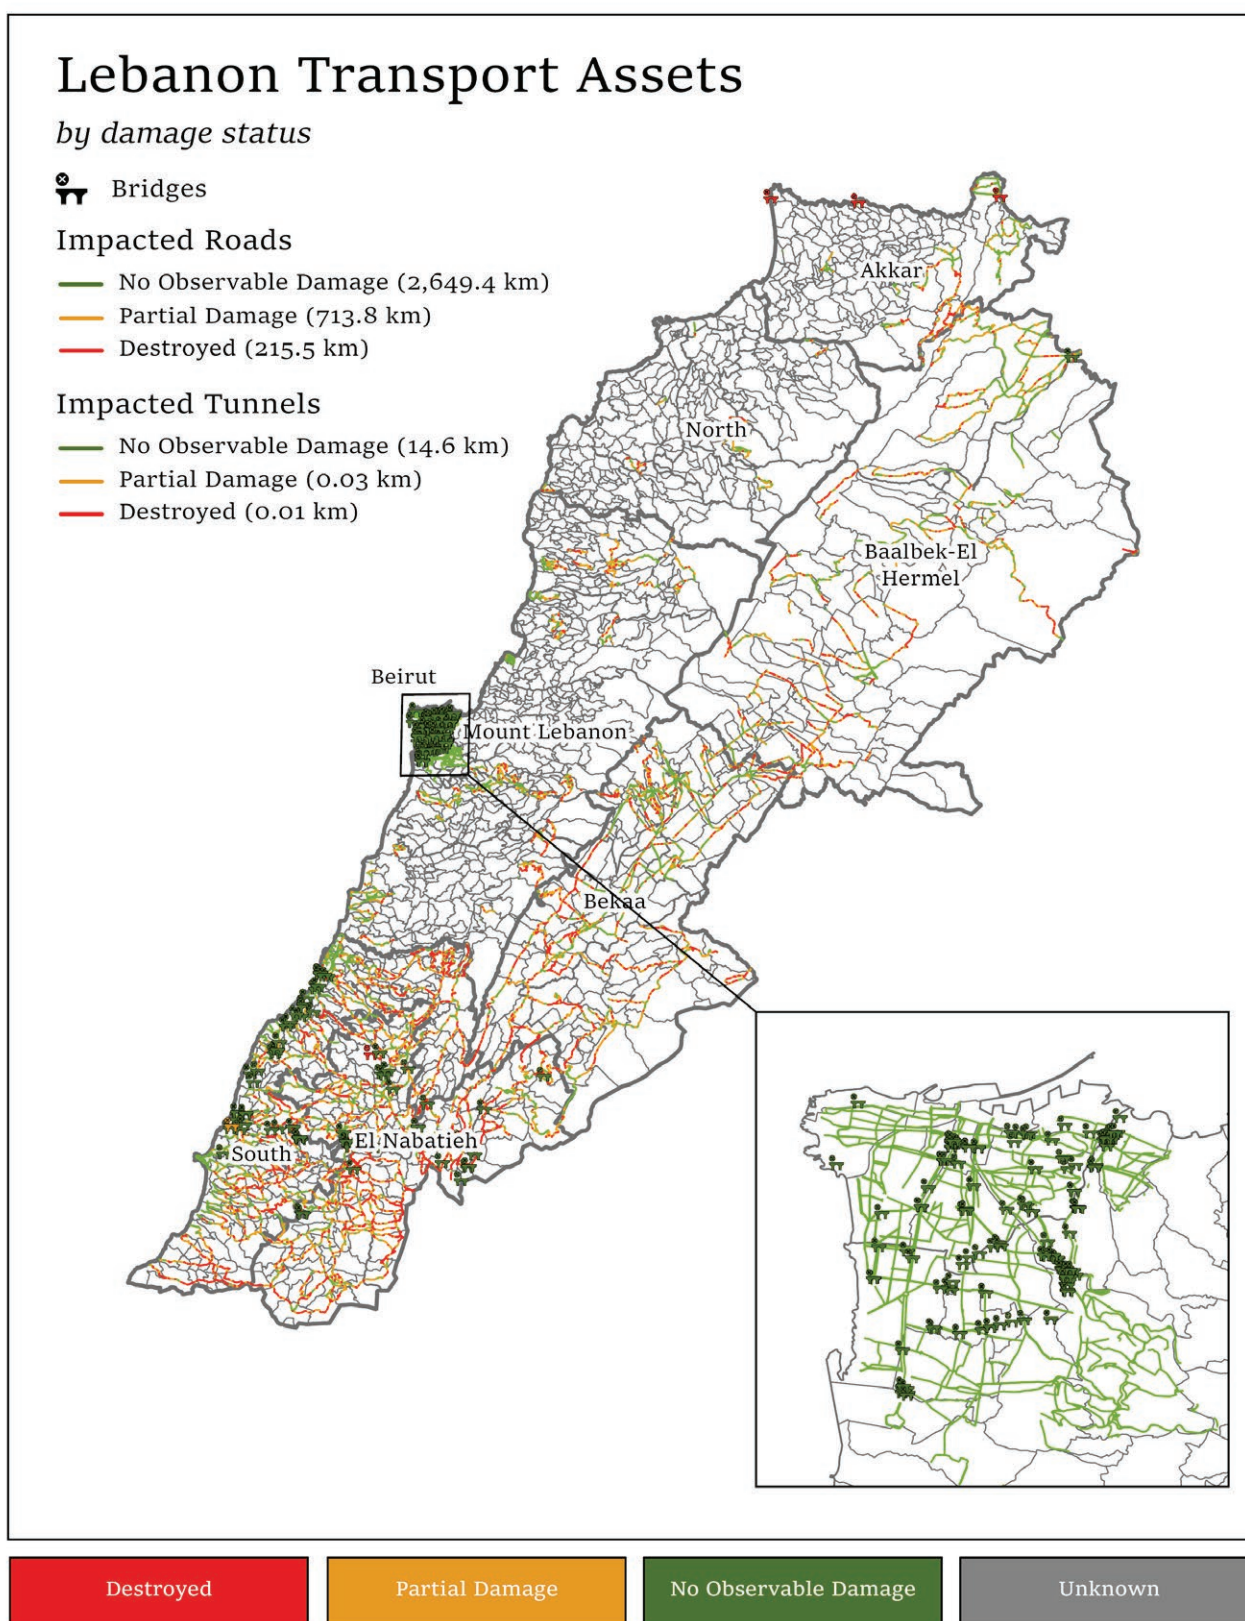 Lebanon Transport Assets
by damage status
Bridges
Impacted Roads
No Observable Damage (2,649.4 km)
Partial Damage (713.8 km)
Destroyed (215.5 km)
Impacted Tunnels
No Observable Damage (14.6 km)
Partial Damage (0.03 km)
Destroyed (0.01 km)
Akkar
North
Baalbek-El
Hermel
Beirut
Mount Lebanon
Bekaa
El Nabatieh
South
Destroyed
Partial Damage
No Observable Damage
Unknown